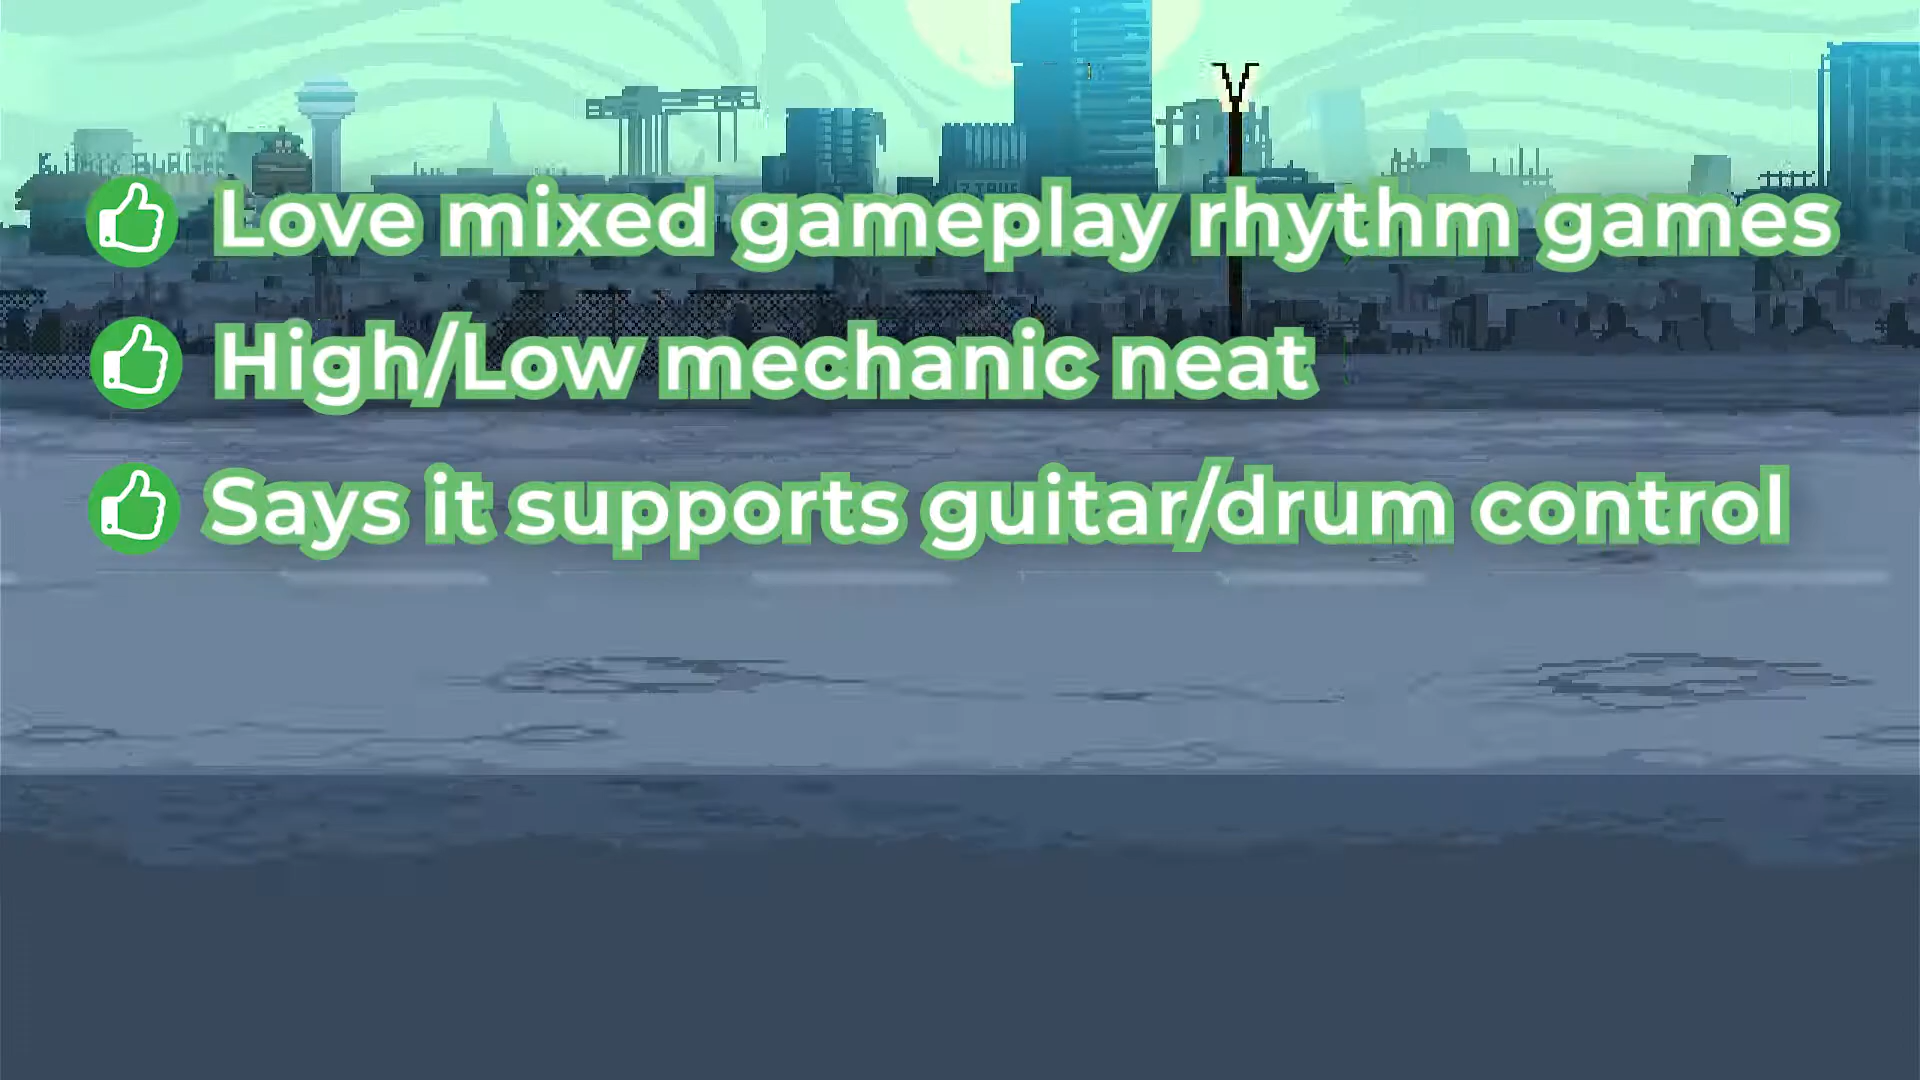 Love mixed gameplay rhythm games
High/Low mechanic neat
Says it supports guitar/drum control